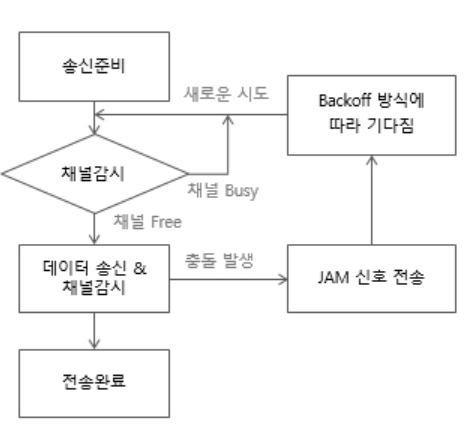 송신준비
새로운 시도
Backoff 방식에
따라 기다짐
채널감시
채널 Busy
채널 Free
데이터 송신 &
채널감시
충돌 발생
JAM 신호 전송
전송완료